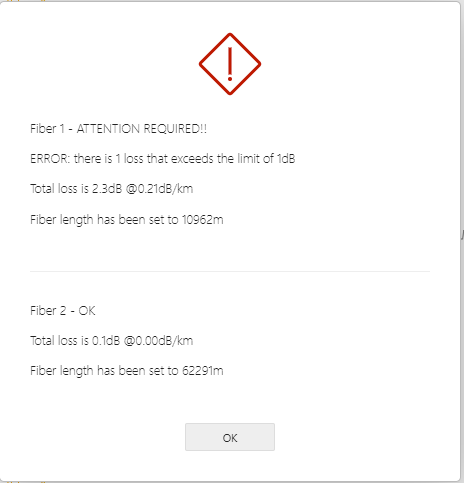 Fiber 1 - ATTENTION REQUIRED!!
ERROR: there is 1 loss that exceeds the limit of 1dB
Total loss is 2.3dB @0.21dB/km
Fiber length has been set to 10962m
Fiber 2 - OK
Total loss is 0.1dB @0.00dB/km
Fiber length has been set to 62291m
OK